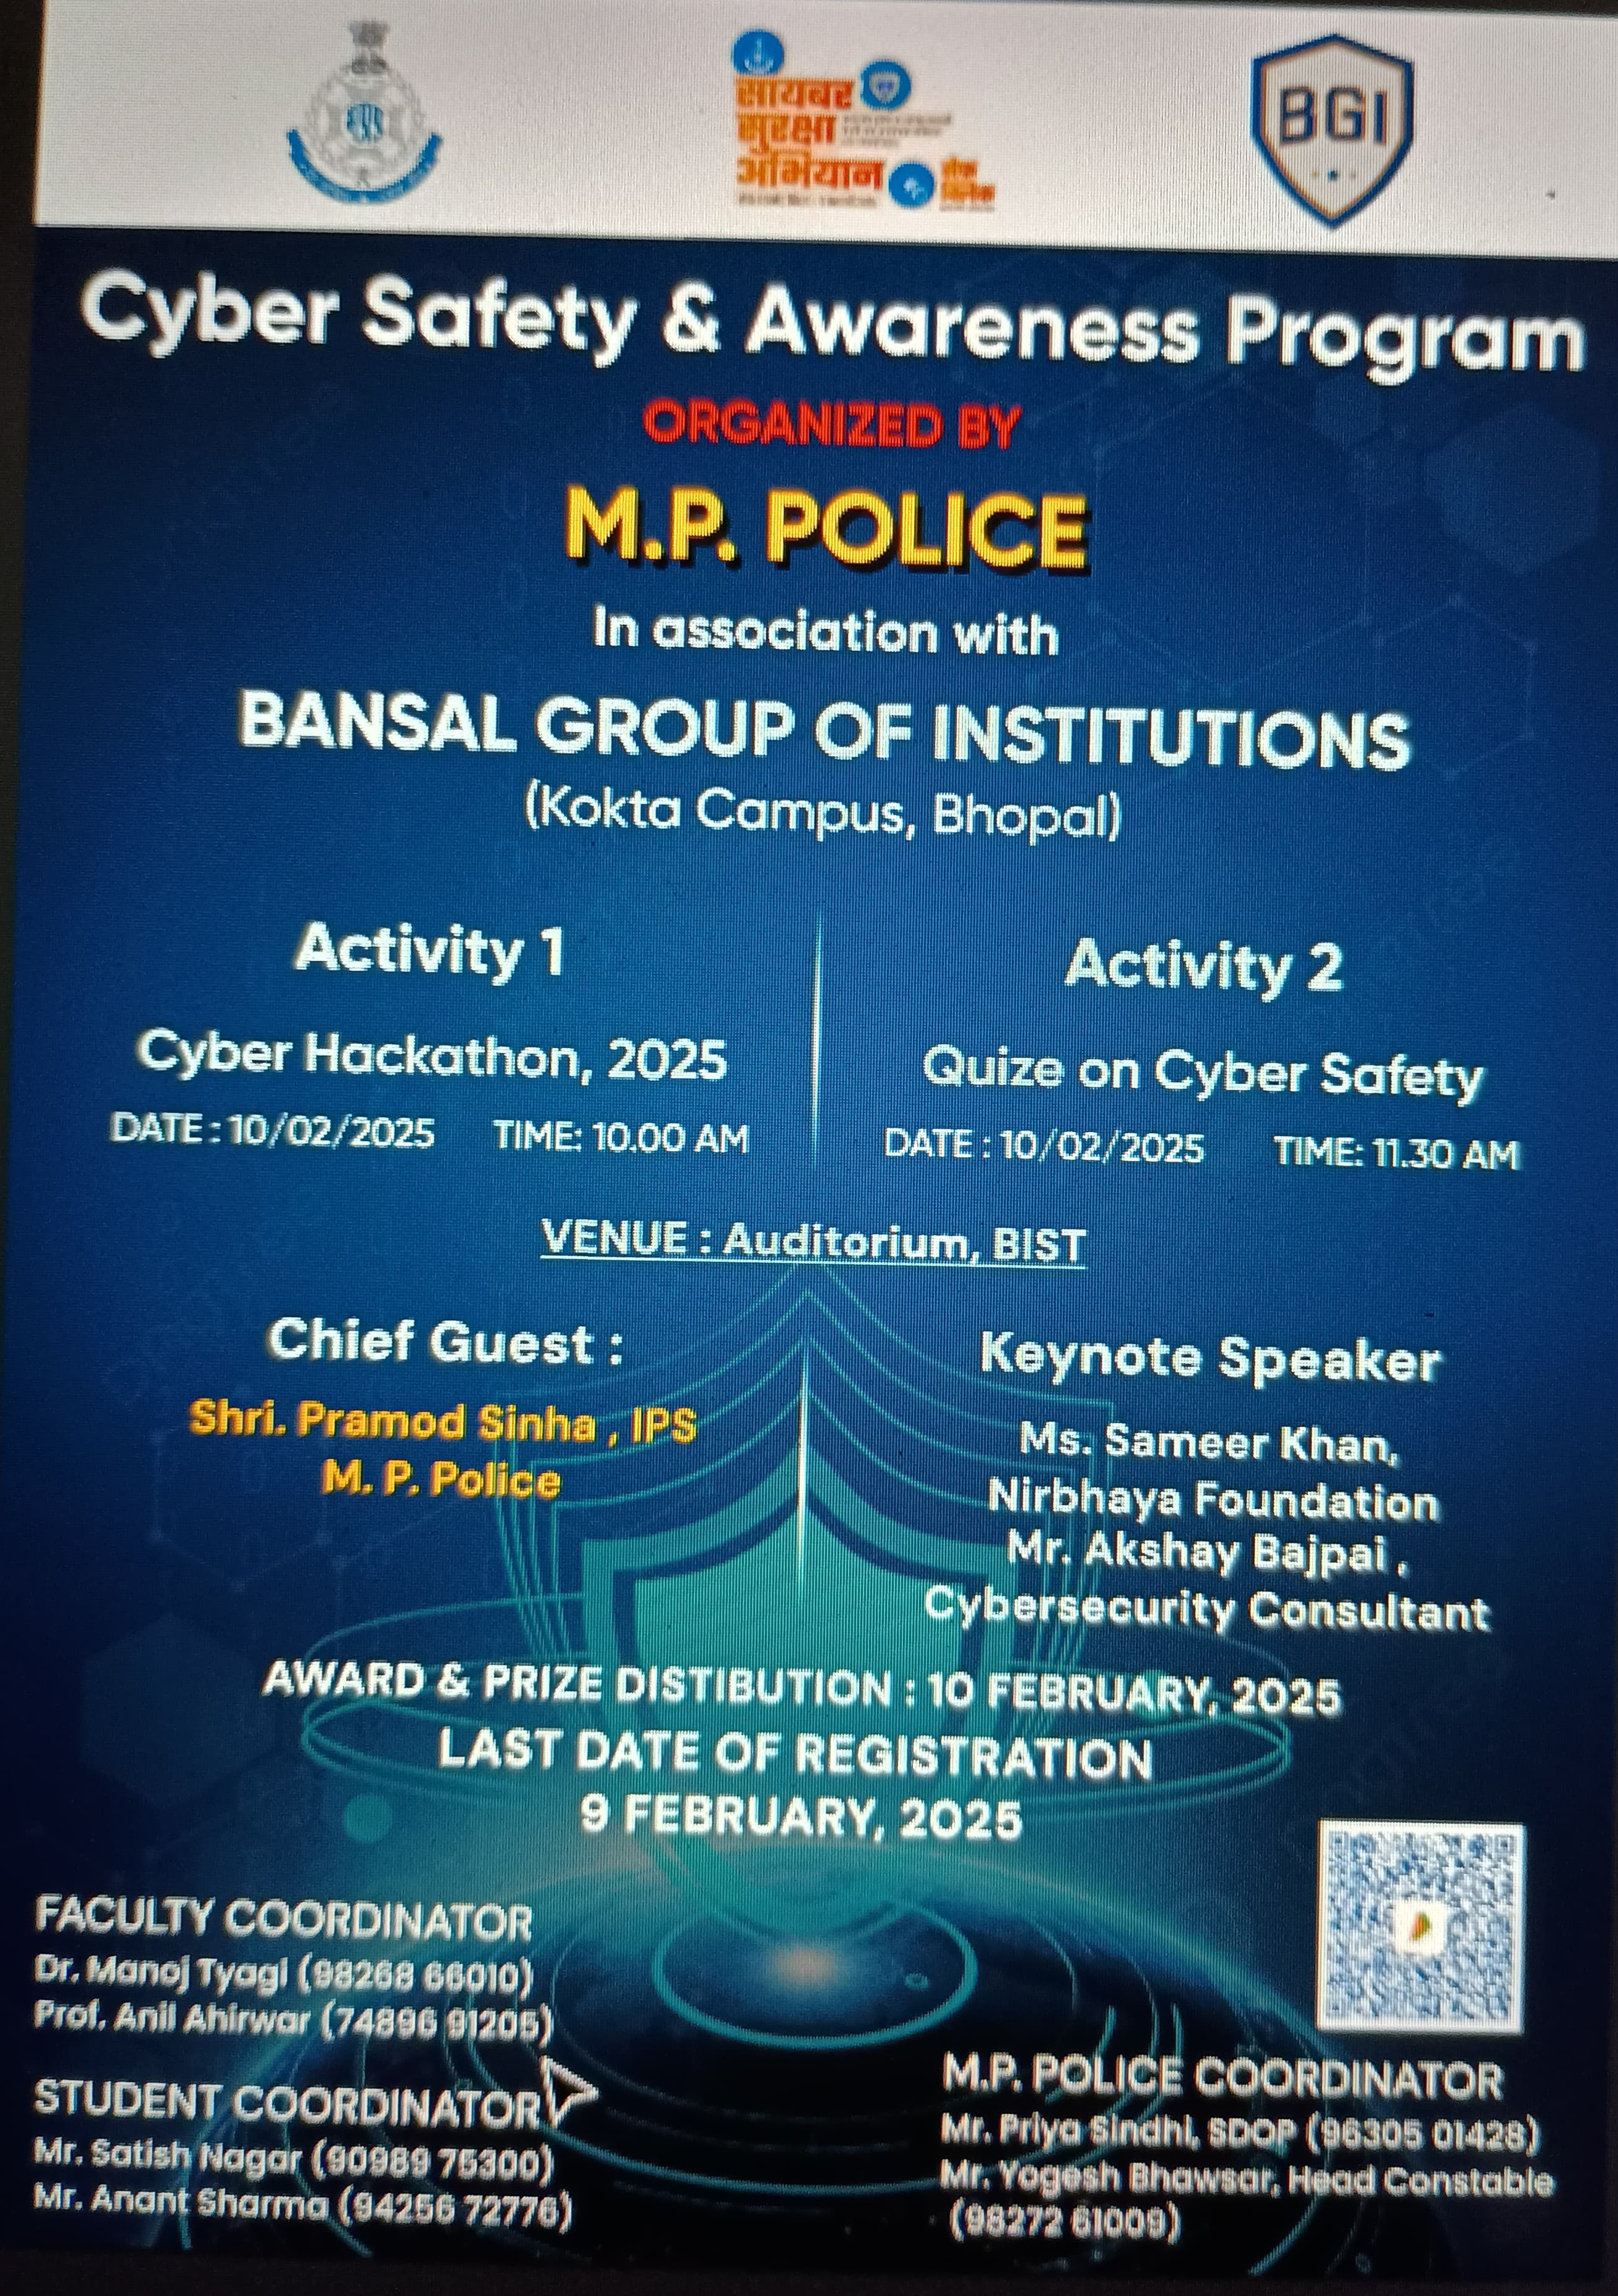 सायबर
सुरक्षा
अभियान
BGI
Cyber Safety & Awareness Program
ORGANIZED BY
M.P. POLICE
In association with
BANSAL GROUP OF INSTITUTIONS
(Kokta Campus, Bhopal)
Activity 1
Cyber Hackathon, 2025
DATE : 10/02/2025 TIME: 10.00 AM
Activity 2
Quize on Cyber Safety
DATE : 10/02/2025 TIME: 11.30 AM
VENUE : Auditorium, BIST
Chief Guest :
Shri. Pramod Sinha , IPS
M. P. Police
Keynote Speaker
Ms. Sameer Khan,
Nirbhaya Foundation
Mr. Akshay Bajpai ,
Cybersecurity Consultant
AWARD & PRIZE DISTIBUTION : 10 FEBRUARY, 2025
LAST DATE OF REGISTRATION
9 FEBRUARY, 2025
FACULTY COORDINATOR
Dr. Manoj Tyagi (98268 66010)
Prof. Anil Ahirwar (74896 91205)
STUDENT COORDINATOR
Mr. Satish Nagar (90989 75300)
Mr. Anant Sharma (94256 72776)
M.P. POLICE COORDINATOR
Mr. Priya Sindhi, SDOP (96305 01428)
Mr. Yogesh Bhawsar, Head Constable
(98272 61009)